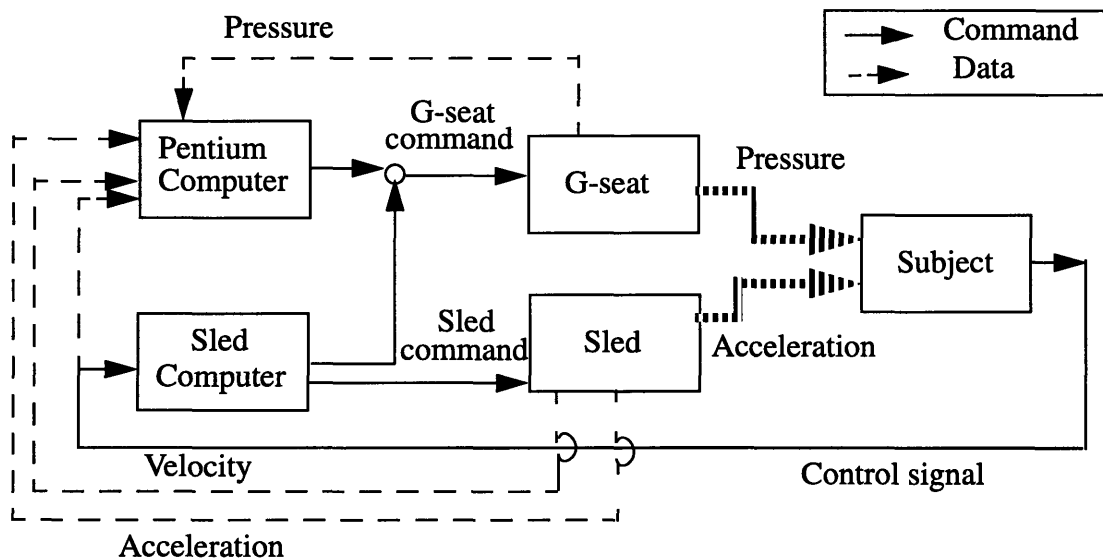 Pressure
Command
Data
G-seat
command
Pentium
Computer
G-seat
Pressure
Subject
Sled
Computer
Sled
command
Sled
Acceleration
Velocity
Control signal
Acceleration